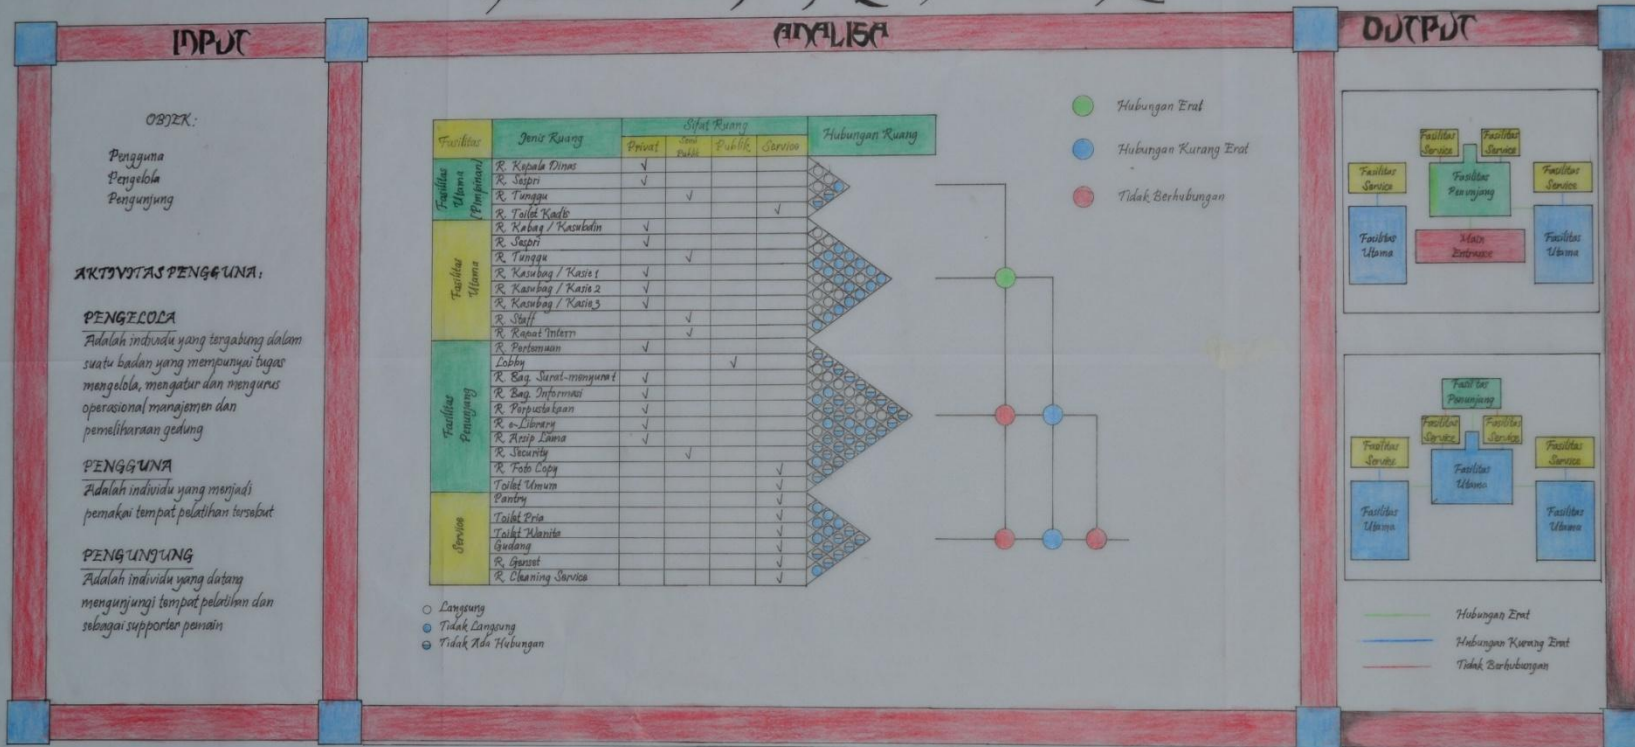 INPUT
ANALISA
OUTPUT
OBJEK:
Pengguna
Pengelola
Pengunjung
AKTIVITAS PENGGUNA:
PENGELOLA
Adalah individu yang tergabung dalam
suatu badan yang mempunyai tugas
mengelola, mengatur dan mengurus
operasional manajemen dan
pemeliharaan gedung
PENGGUNA
Adalah individu yang menjadi
pemakai tempat pelatihan tersebut
PENGUNJUNG
Adalah individu yang datang
mengunjungi tempat pelatihan dan
sebagai supporter pemain
Fasilitas
Jenis Ruang
Sifat Ruang
Privat
Semi
Publik
Publik
Service
Hubungan Ruang
Fasilitas
Utama
(Pimpinan)
R. Kepala Dinas
R. Sespri
R. Tunggu
R. Toilet Kadis
Fasilitas
Utama
R. Kabag / Kasubdin
R. Sespri
R. Tunggu
R. Kasubag / Kasie 1
R. Kasubag / Kasie 2
R. Kasubag / Kasie 3
R. Staff
R. Rapat Intern
Fasilitas
Penunjang
R. Pertemuan
Lobby
R. Bag. Surat-menyurat
R. Bag. Informasi
R. Perpustakaan
R. e-Library
R. Arsip Lama
R. Security
R. Foto Copy
Toilet Umum
Service
Pantry
Toilet Pria
Toilet Wanita
Gudang
R. Genset
R. Cleaning Service
Langsung
Tidak Langsung
Tidak Ada Hubungan
Hubungan Erat
Hubungan Kurang Erat
Tidak Berhubungan
Fasilitas
Service
Fasilitas
Service
Fasilitas
Service
Fasilitas
Penunjang
Fasilitas
Service
Fasilitas
Utama
Main
Entrance
Fasilitas
Utama
Fasilitas
Penunjang
Fasilitas
Service
Fasilitas
Service
Fasilitas
Service
Fasilitas
Utama
Fasilitas
Service
Fasilitas
Utama
Fasilitas
Utama
Hubungan Erat
Hubungan Kurang Erat
Tidak Berhubungan